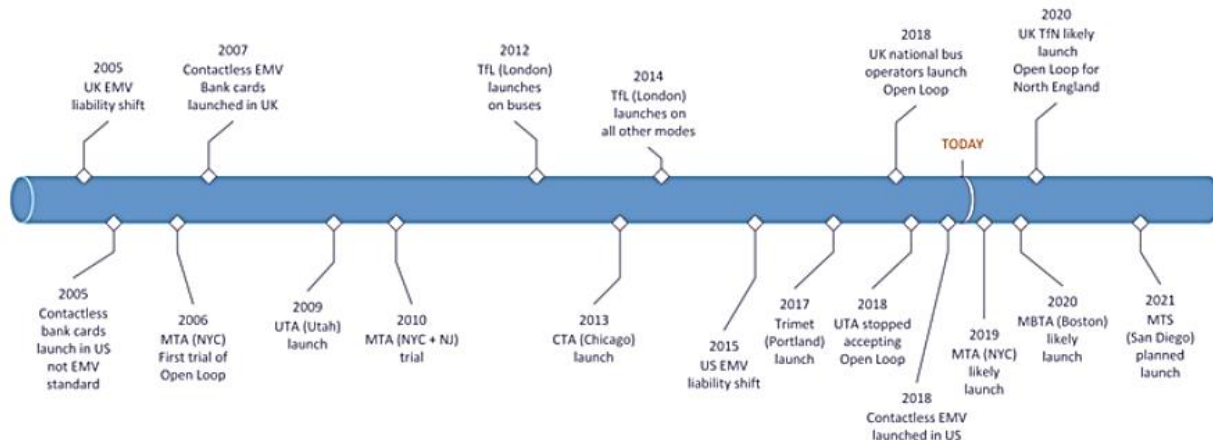 2005
UK EMV
liability shift
2007
Contactless EMV
Bank cards
launched in UK
2012
TfL (London)
launches
on buses
2014
TfL (London)
launches on
all other modes
2018
UK national bus
operators launch
Open Loop
TODAY
2020
UK TfN likely
launch
Open Loop for
North England
2005
Contactless
bank cards
launch in US
not EMV
standard
2006
MTA (NYC)
First trial of
Open Loop
2009
UTA (Utah)
launch
2010
MTA (NYC + NJ)
trial
2013
CTA (Chicago)
launch
2015
US EMV
liability shift
2017
Trimet
(Portland)
launch
2018
UTA stopped
accepting
Open Loop
2018
Contactless EMV
launched in US
2019
MTA (NYC)
likely
launch
2020
MBTA (Boston)
likely
launch
2021
MTS
(San Diego)
planned
launch